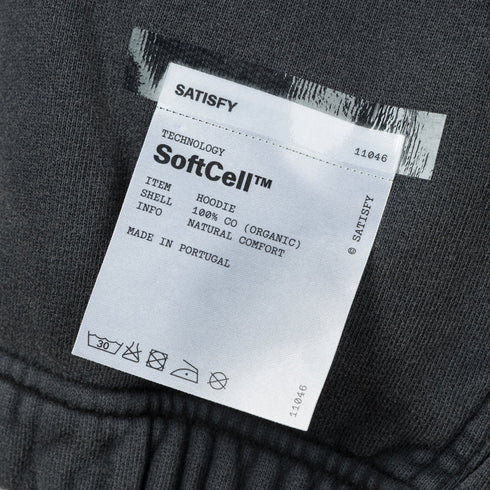 SATISFY
TECHNOLOGY 11046
SoftCell™
ITEM HOODIE
SHELL 100% CO (ORGANIC)
INFO NATURAL COMFORT
MADE IN PORTUGAL
© SATISFY
30
11046